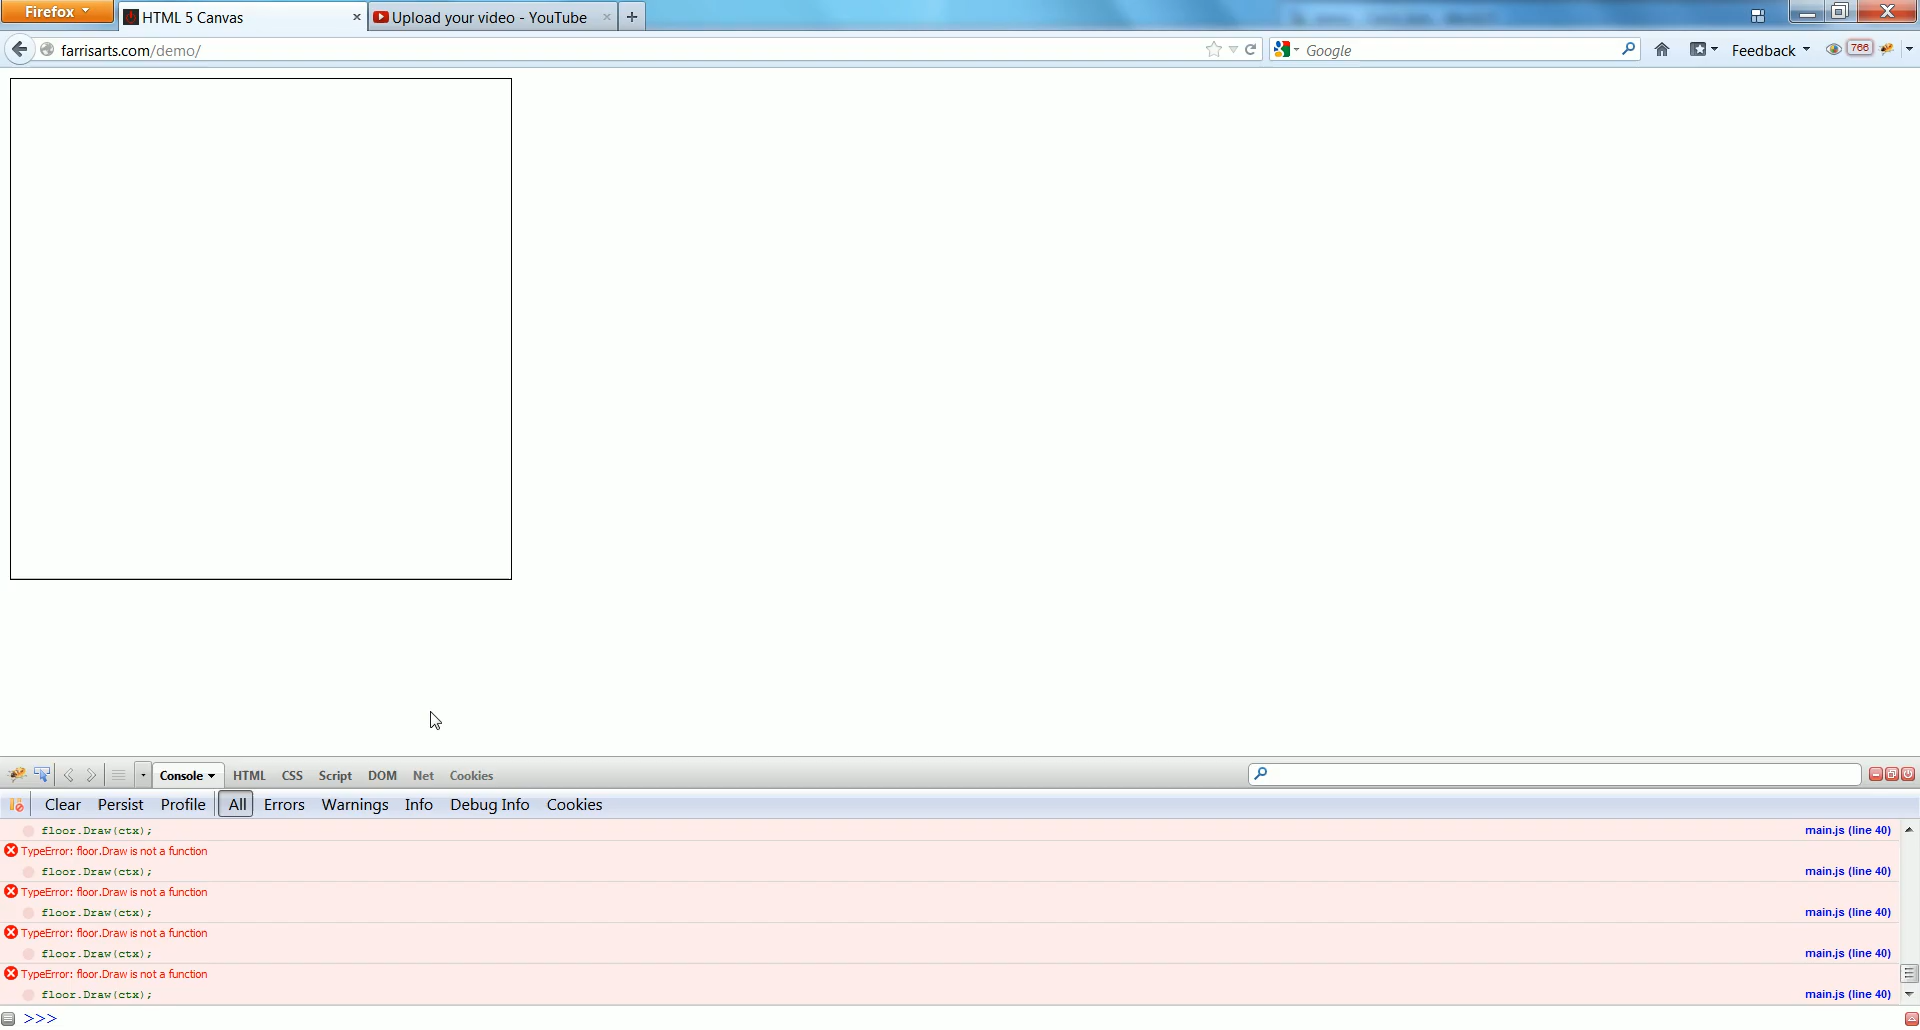 Firefox
HTML 5 Canvas
Upload your video - YouTube
farrisarts.com/demo/
Google
Feedback
766
Console
HTML
CSS
Script
DOM
Net
Cookies
Clear
Persist
Profile
All
Errors
Warnings
Info
Debug Info
Cookies
floor.Draw(ctx);
main.js (line 40)
TypeError: floor.Draw is not a function
floor.Draw(ctx);
main.js (line 40)
TypeError: floor.Draw is not a function
floor.Draw(ctx);
main.js (line 40)
TypeError: floor.Draw is not a function
floor.Draw(ctx);
main.js (line 40)
TypeError: floor.Draw is not a function
floor.Draw(ctx);
main.js (line 40)
>>>